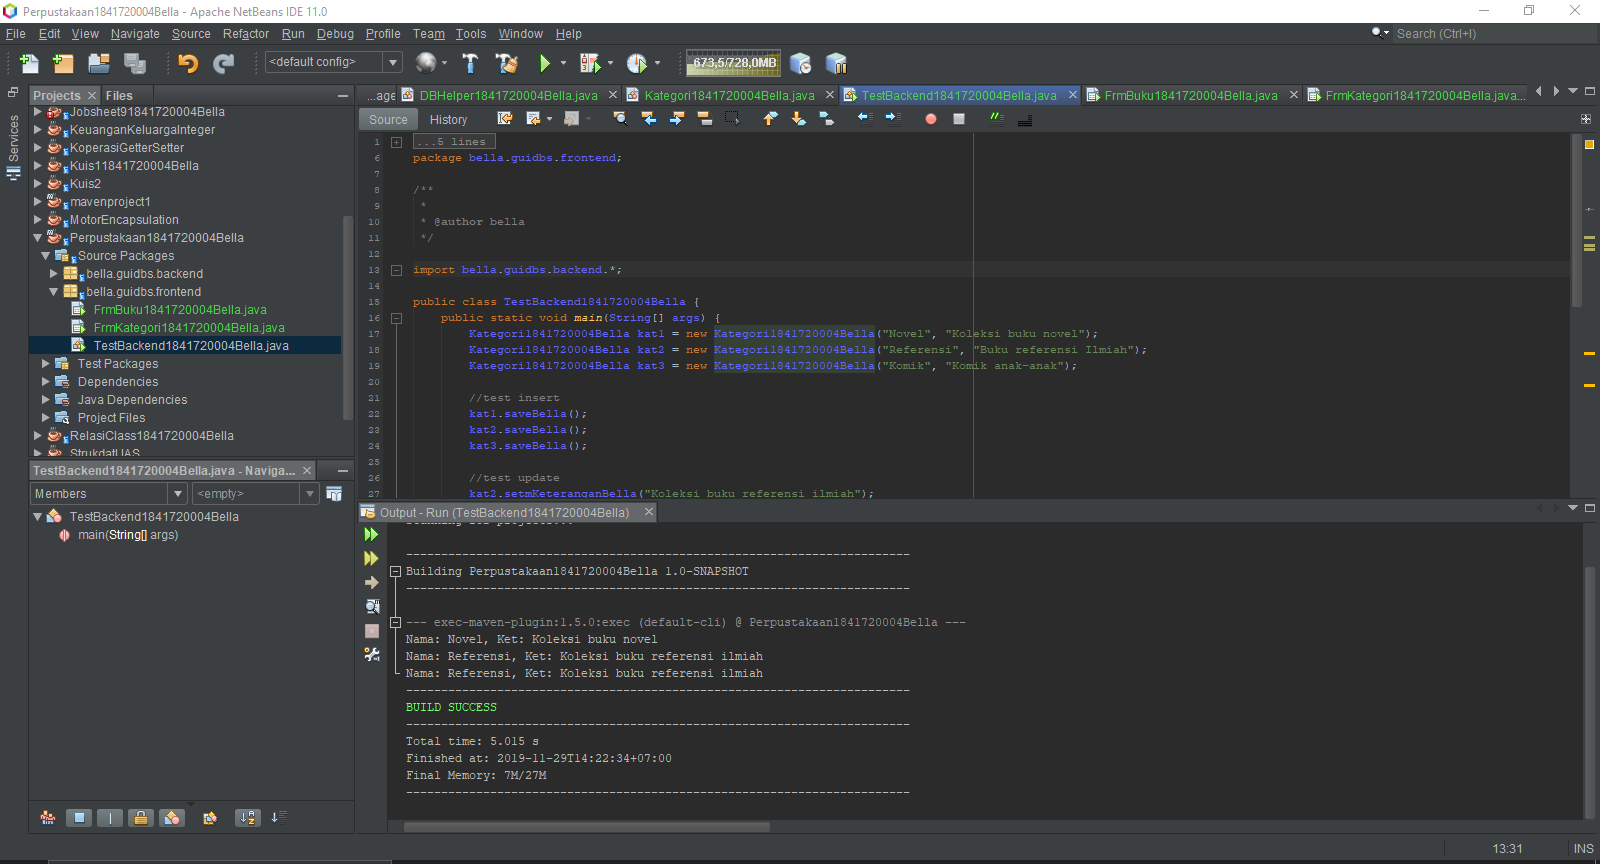 Perpustakaan1841720004Bella - Apache NetBeans IDE 11.0
File Edit View Navigate Source Refactor Run Debug Profile Team Tools Window Help
Search (Ctrl+I)
<default config>
673,5/728,0MB
Projects
Files
Services
Jobsheet91841720004Bella
KeuanganKeluargaInteger
KoperasiGetterSetter
Kuis11841720004Bella
Kuis2
mavenproject1
MotorEncapsulation
Perpustakaan1841720004Bella
Source Packages
bella.guidbs.backend
bella.guidbs.frontend
FrmBuku1841720004Bella.java
FrmKategori1841720004Bella.java
TestBackend1841720004Bella.java
Test Packages
Dependencies
Java Dependencies
Project Files
RelasiClass1841720004Bella
StrukdatUAS
TestBackend1841720004Bella.java - Naviga...
Members
<empty>
TestBackend1841720004Bella
main(String[] args)
...age
DBHelper1841720004Bella.java
Kategori1841720004Bella.java
TestBackend1841720004Bella.java
FrmBuku1841720004Bella.java
FrmKategori1841720004Bella.java...
Source
History
1 ...5 lines
6 package bella.guidbs.frontend;
7
8 /**
9 *
10 * @author bella
11 */
12
13 import bella.guidbs.backend.*;
14
15 public class TestBackend1841720004Bella {
16 public static void main(String[] args) {
17 Kategori1841720004Bella kat1 = new Kategori1841720004Bella("Novel", "Koleksi buku novel");
18 Kategori1841720004Bella kat2 = new Kategori1841720004Bella("Referensi", "Buku referensi Ilmiah");
19 Kategori1841720004Bella kat3 = new Kategori1841720004Bella("Komik", "Komik anak-anak");
20
21 //test insert
22 kat1.saveBella();
23 kat2.saveBella();
24 kat3.saveBella();
25
26 //test update
27 kat2.setmKeteranganBella("Koleksi buku referensi ilmiah");
Output - Run (TestBackend1841720004Bella)
Scanning for projects...
------------------------------------------------------------------------
Building Perpustakaan1841720004Bella 1.0-SNAPSHOT
------------------------------------------------------------------------
--- exec-maven-plugin:1.5.0:exec (default-cli) @ Perpustakaan1841720004Bella ---
Nama: Novel, Ket: Koleksi buku novel
Nama: Referensi, Ket: Koleksi buku referensi ilmiah
Nama: Referensi, Ket: Koleksi buku referensi ilmiah
------------------------------------------------------------------------
BUILD SUCCESS
------------------------------------------------------------------------
Total time: 5.015 s
Finished at: 2019-11-29T14:22:34+07:00
Final Memory: 7M/27M
------------------------------------------------------------------------
13:31
INS